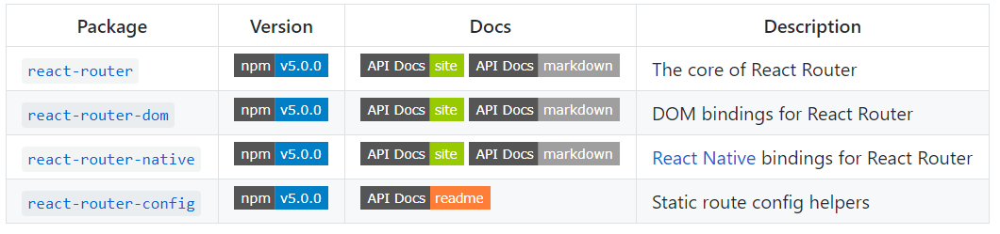 Package Version Docs Description
react-router npm v5.0.0 API Docs site API Docs markdown The core of React Router
react-router-dom npm v5.0.0 API Docs site API Docs markdown DOM bindings for React Router
react-router-native npm v5.0.0 API Docs site API Docs markdown React Native bindings for React Router
react-router-config npm v5.0.0 API Docs readme Static route config helpers